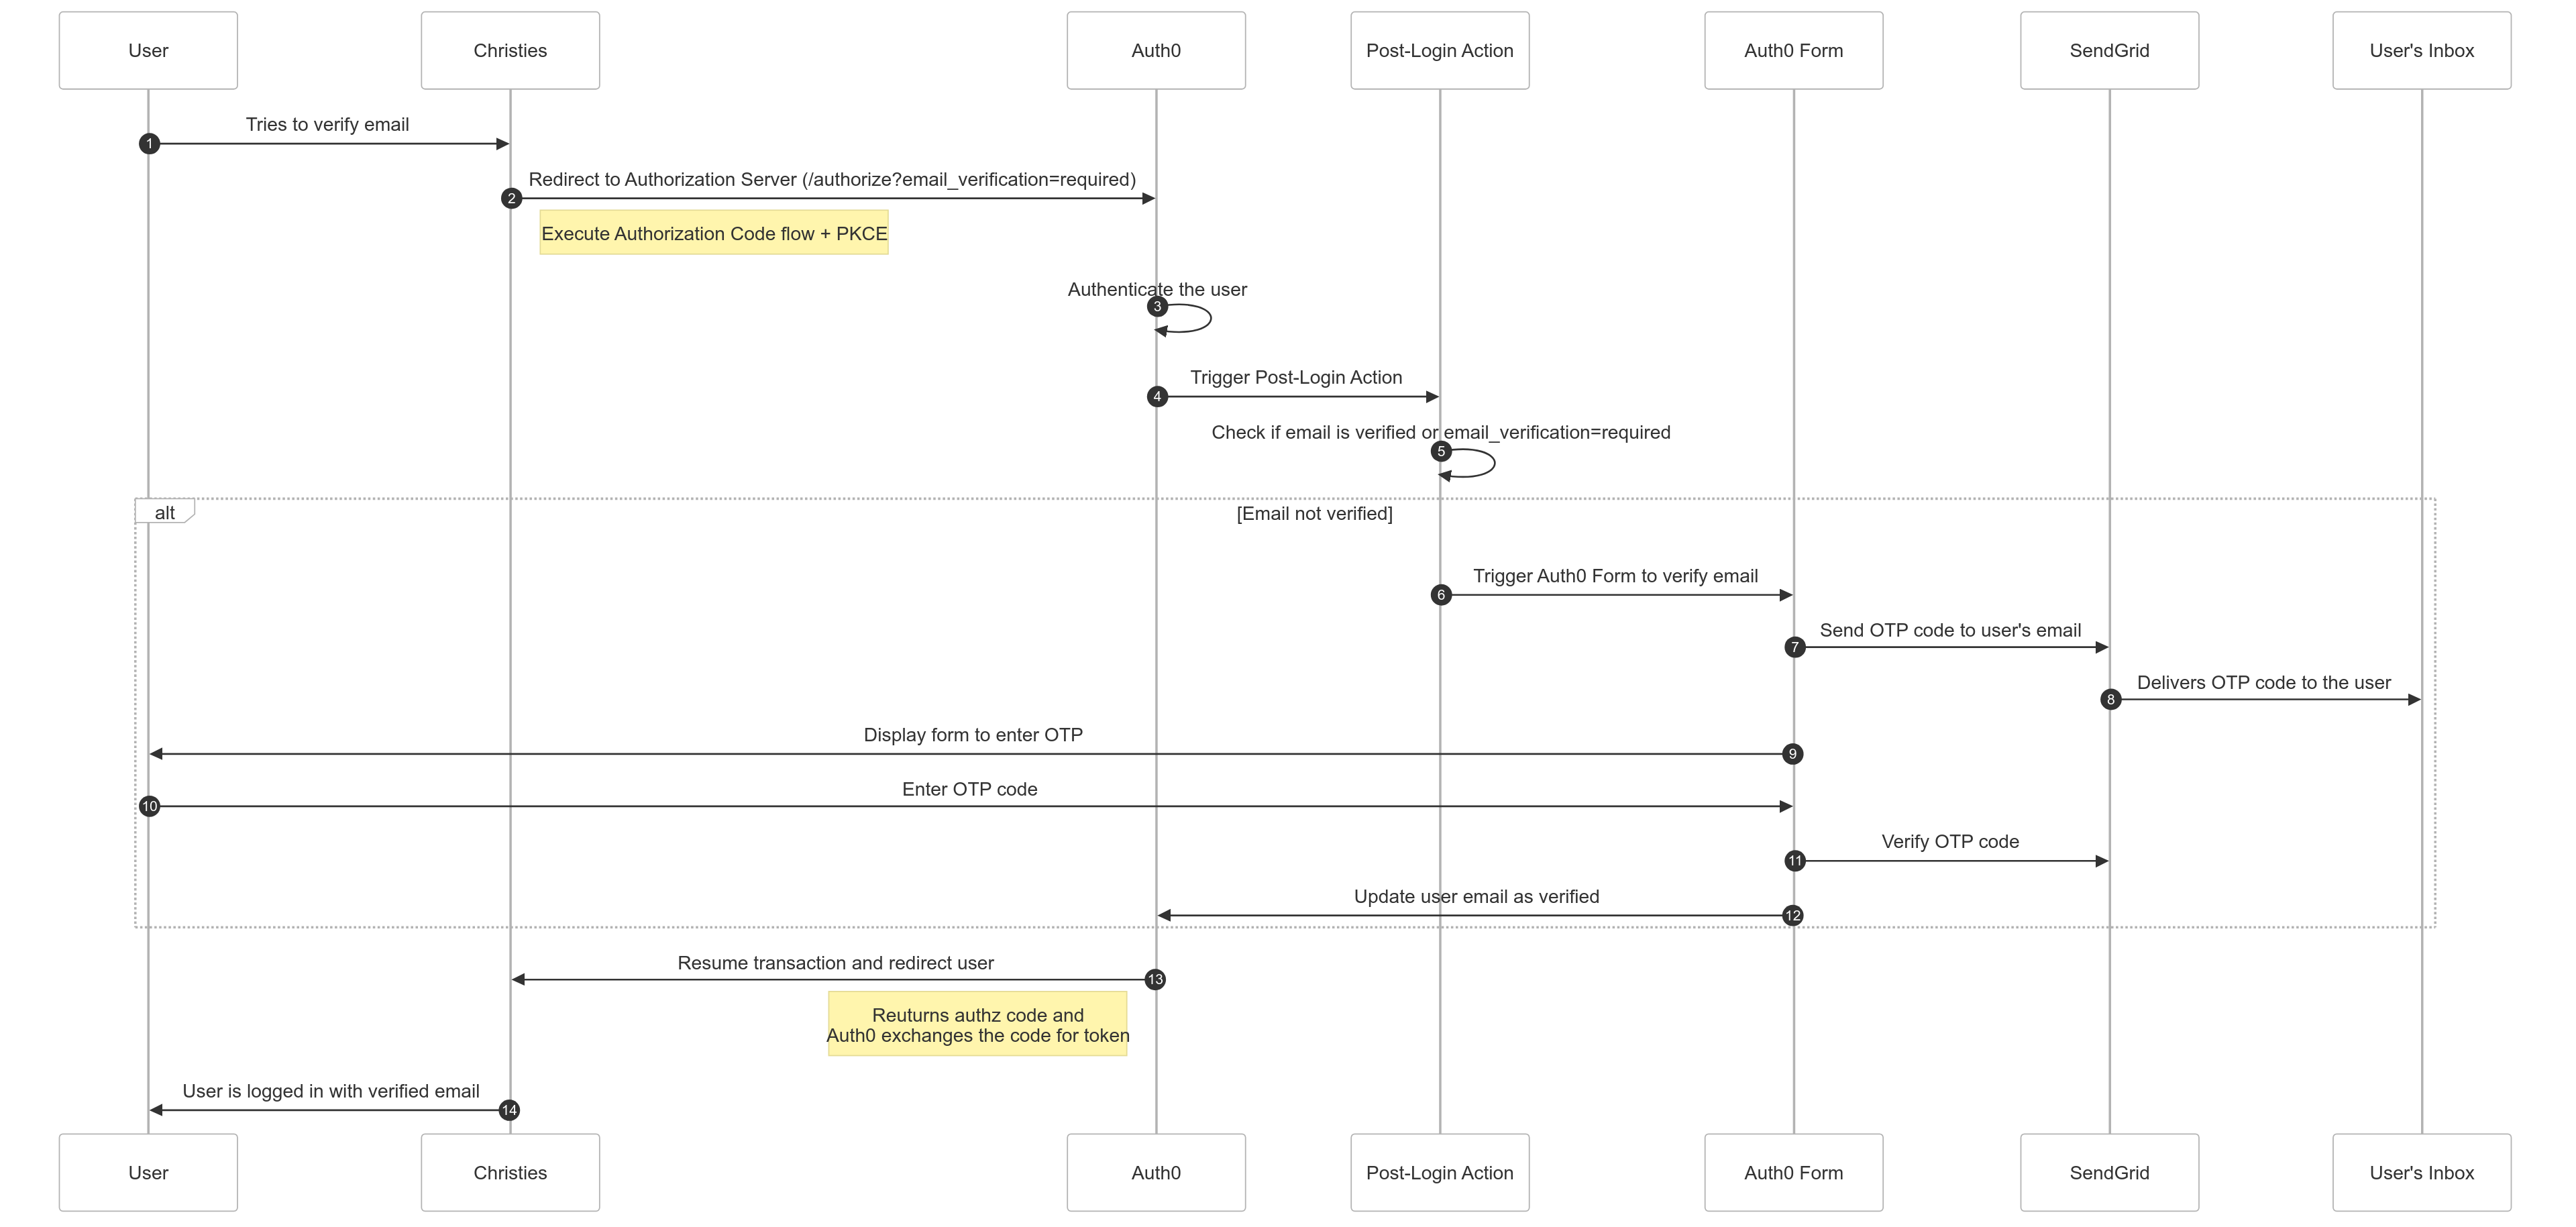 User
Christies
Auth0
Post-Login Action
Auth0 Form
SendGrid
User's Inbox
Tries to verify email
1
Redirect to Authorization Server (/authorize?email_verification=required)
2
Execute Authorization Code flow + PKCE
Authenticate the user
3
Trigger Post-Login Action
4
Check if email is verified or email_verification=required
5
alt
[Email not verified]
Trigger Auth0 Form to verify email
6
Send OTP code to user's email
7
Delivers OTP code to the user
8
Display form to enter OTP
9
Enter OTP code
10
Verify OTP code
11
Update user email as verified
12
Resume transaction and redirect user
13
Reuturns authz code and
Auth0 exchanges the code for token
User is logged in with verified email
14
User
Christies
Auth0
Post-Login Action
Auth0 Form
SendGrid
User's Inbox